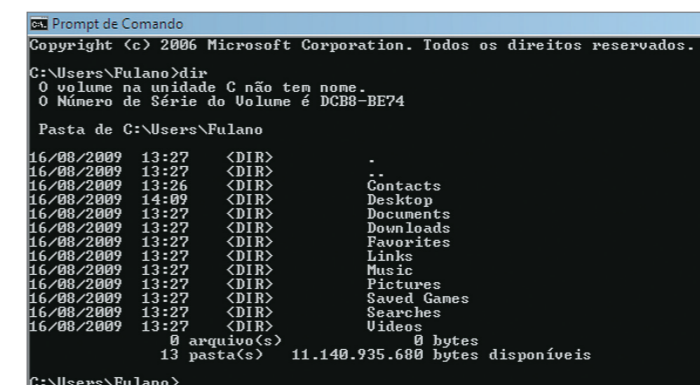 Prompt de Comando
Copyright (c) 2006 Microsoft Corporation. Todos os direitos reservados.
C:\Users\Fulano>dir
O volume na unidade C não tem nome.
O Número de Série do Volume é DCB8-BE74
Pasta de C:\Users\Fulano
16/08/2009 13:27 <DIR> .
16/08/2009 13:27 <DIR> ..
16/08/2009 13:26 <DIR> Contacts
16/08/2009 14:09 <DIR> Desktop
16/08/2009 13:27 <DIR> Documents
16/08/2009 13:27 <DIR> Downloads
16/08/2009 13:27 <DIR> Favorites
16/08/2009 13:27 <DIR> Links
16/08/2009 13:27 <DIR> Music
16/08/2009 13:27 <DIR> Pictures
16/08/2009 13:27 <DIR> Saved Games
16/08/2009 13:27 <DIR> Searches
16/08/2009 13:27 <DIR> Videos
0 arquivo(s) 0 bytes
13 pasta(s) 11.140.935.680 bytes disponíveis
C:\Users\Fulano>